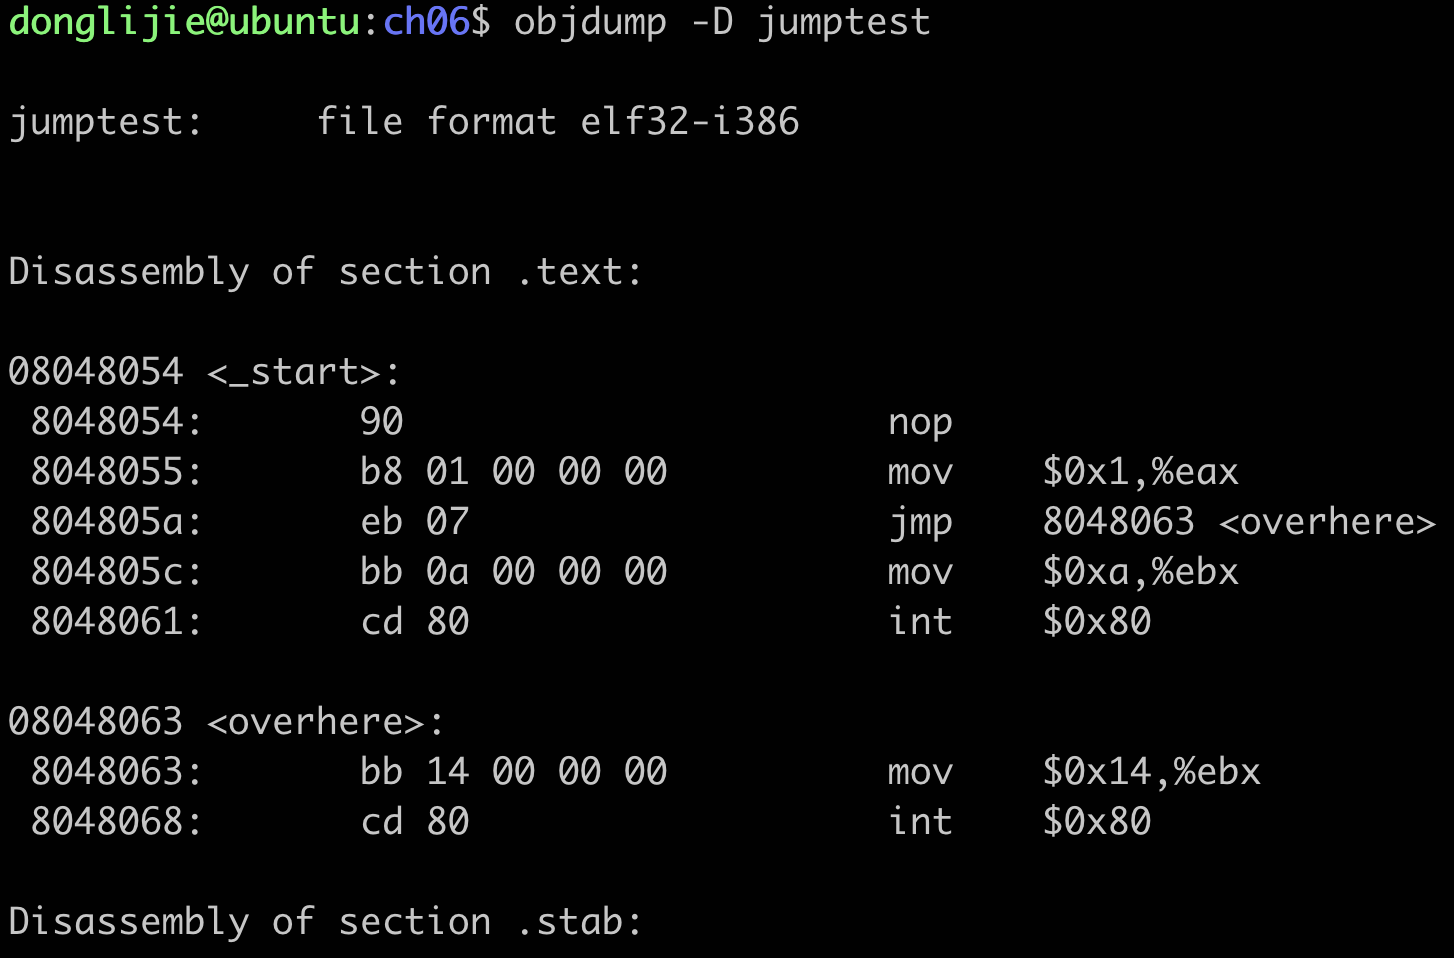 donglijie@ubuntu:ch06$ objdump -D jumptest
jumptest:     file format elf32-i386
Disassembly of section .text:
08048054 <_start>:
 8048054:	90                   	nop
 8048055:	b8 01 00 00 00       	mov    $0x1,%eax
 804805a:	eb 07                	jmp    8048063 <overhere>
 804805c:	bb 0a 00 00 00       	mov    $0xa,%ebx
 8048061:	cd 80                	int    $0x80
08048063 <overhere>:
 8048063:	bb 14 00 00 00       	mov    $0x14,%ebx
 8048068:	cd 80                	int    $0x80
Disassembly of section .stab: